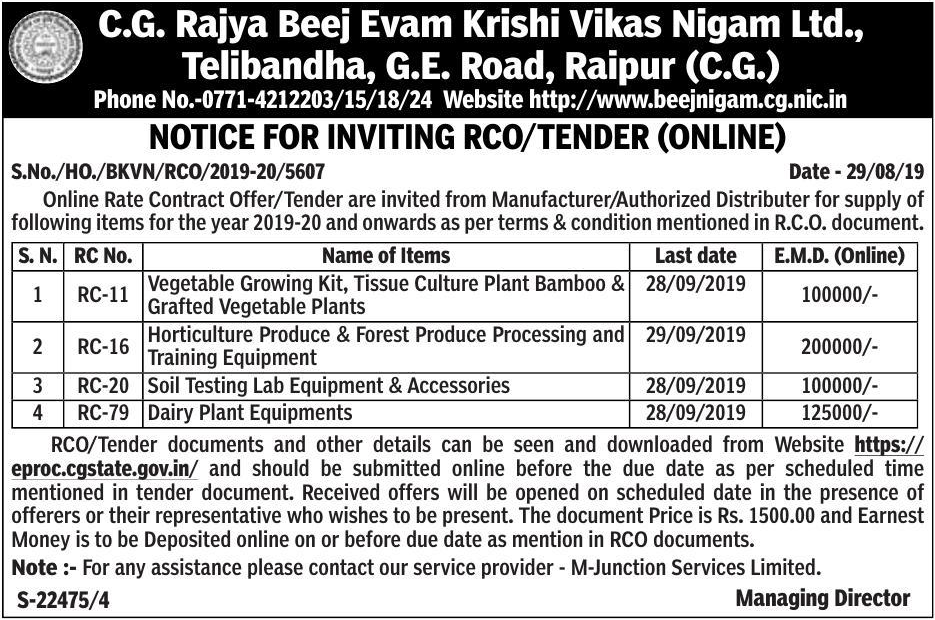 C.G. Rajya Beej Evam Krishi Vikas Nigam Ltd.,
Telibandha, G.E. Road, Raipur (C.G.)
Phone No.-0771-4212203/15/18/24 Website http://www.beejnigam.cg.nic.in
NOTICE FOR INVITING RCO/TENDER (ONLINE)
S.No./HO./BKVN/RCO/2019-20/5607 Date - 29/08/19
Online Rate Contract Offer/Tender are invited from Manufacturer/Authorized Distributer for supply of
following items for the year 2019-20 and onwards as per terms & condition mentioned in R.C.O. document.
S. N. RC No. Name of Items Last date E.M.D. (Online)
1 RC-11 Vegetable Growing Kit, Tissue Culture Plant Bamboo & 28/09/2019 100000/-
Grafted Vegetable Plants
2 RC-16 Horticulture Produce & Forest Produce Processing and 29/09/2019 200000/-
Training Equipment
3 RC-20 Soil Testing Lab Equipment & Accessories 28/09/2019 100000/-
4 RC-79 Dairy Plant Equipments 28/09/2019 125000/-
RCO/Tender documents and other details can be seen and downloaded from Website https://
eproc.cgstate.gov.in/ and should be submitted online before the due date as per scheduled time
mentioned in tender document. Received offers will be opened on scheduled date in the presence of
offerers or their representative who wishes to be present. The document Price is Rs. 1500.00 and Earnest
Money is to be Deposited online on or before due date as mention in RCO documents.
Note :- For any assistance please contact our service provider - M-Junction Services Limited.
S-22475/4 Managing Director